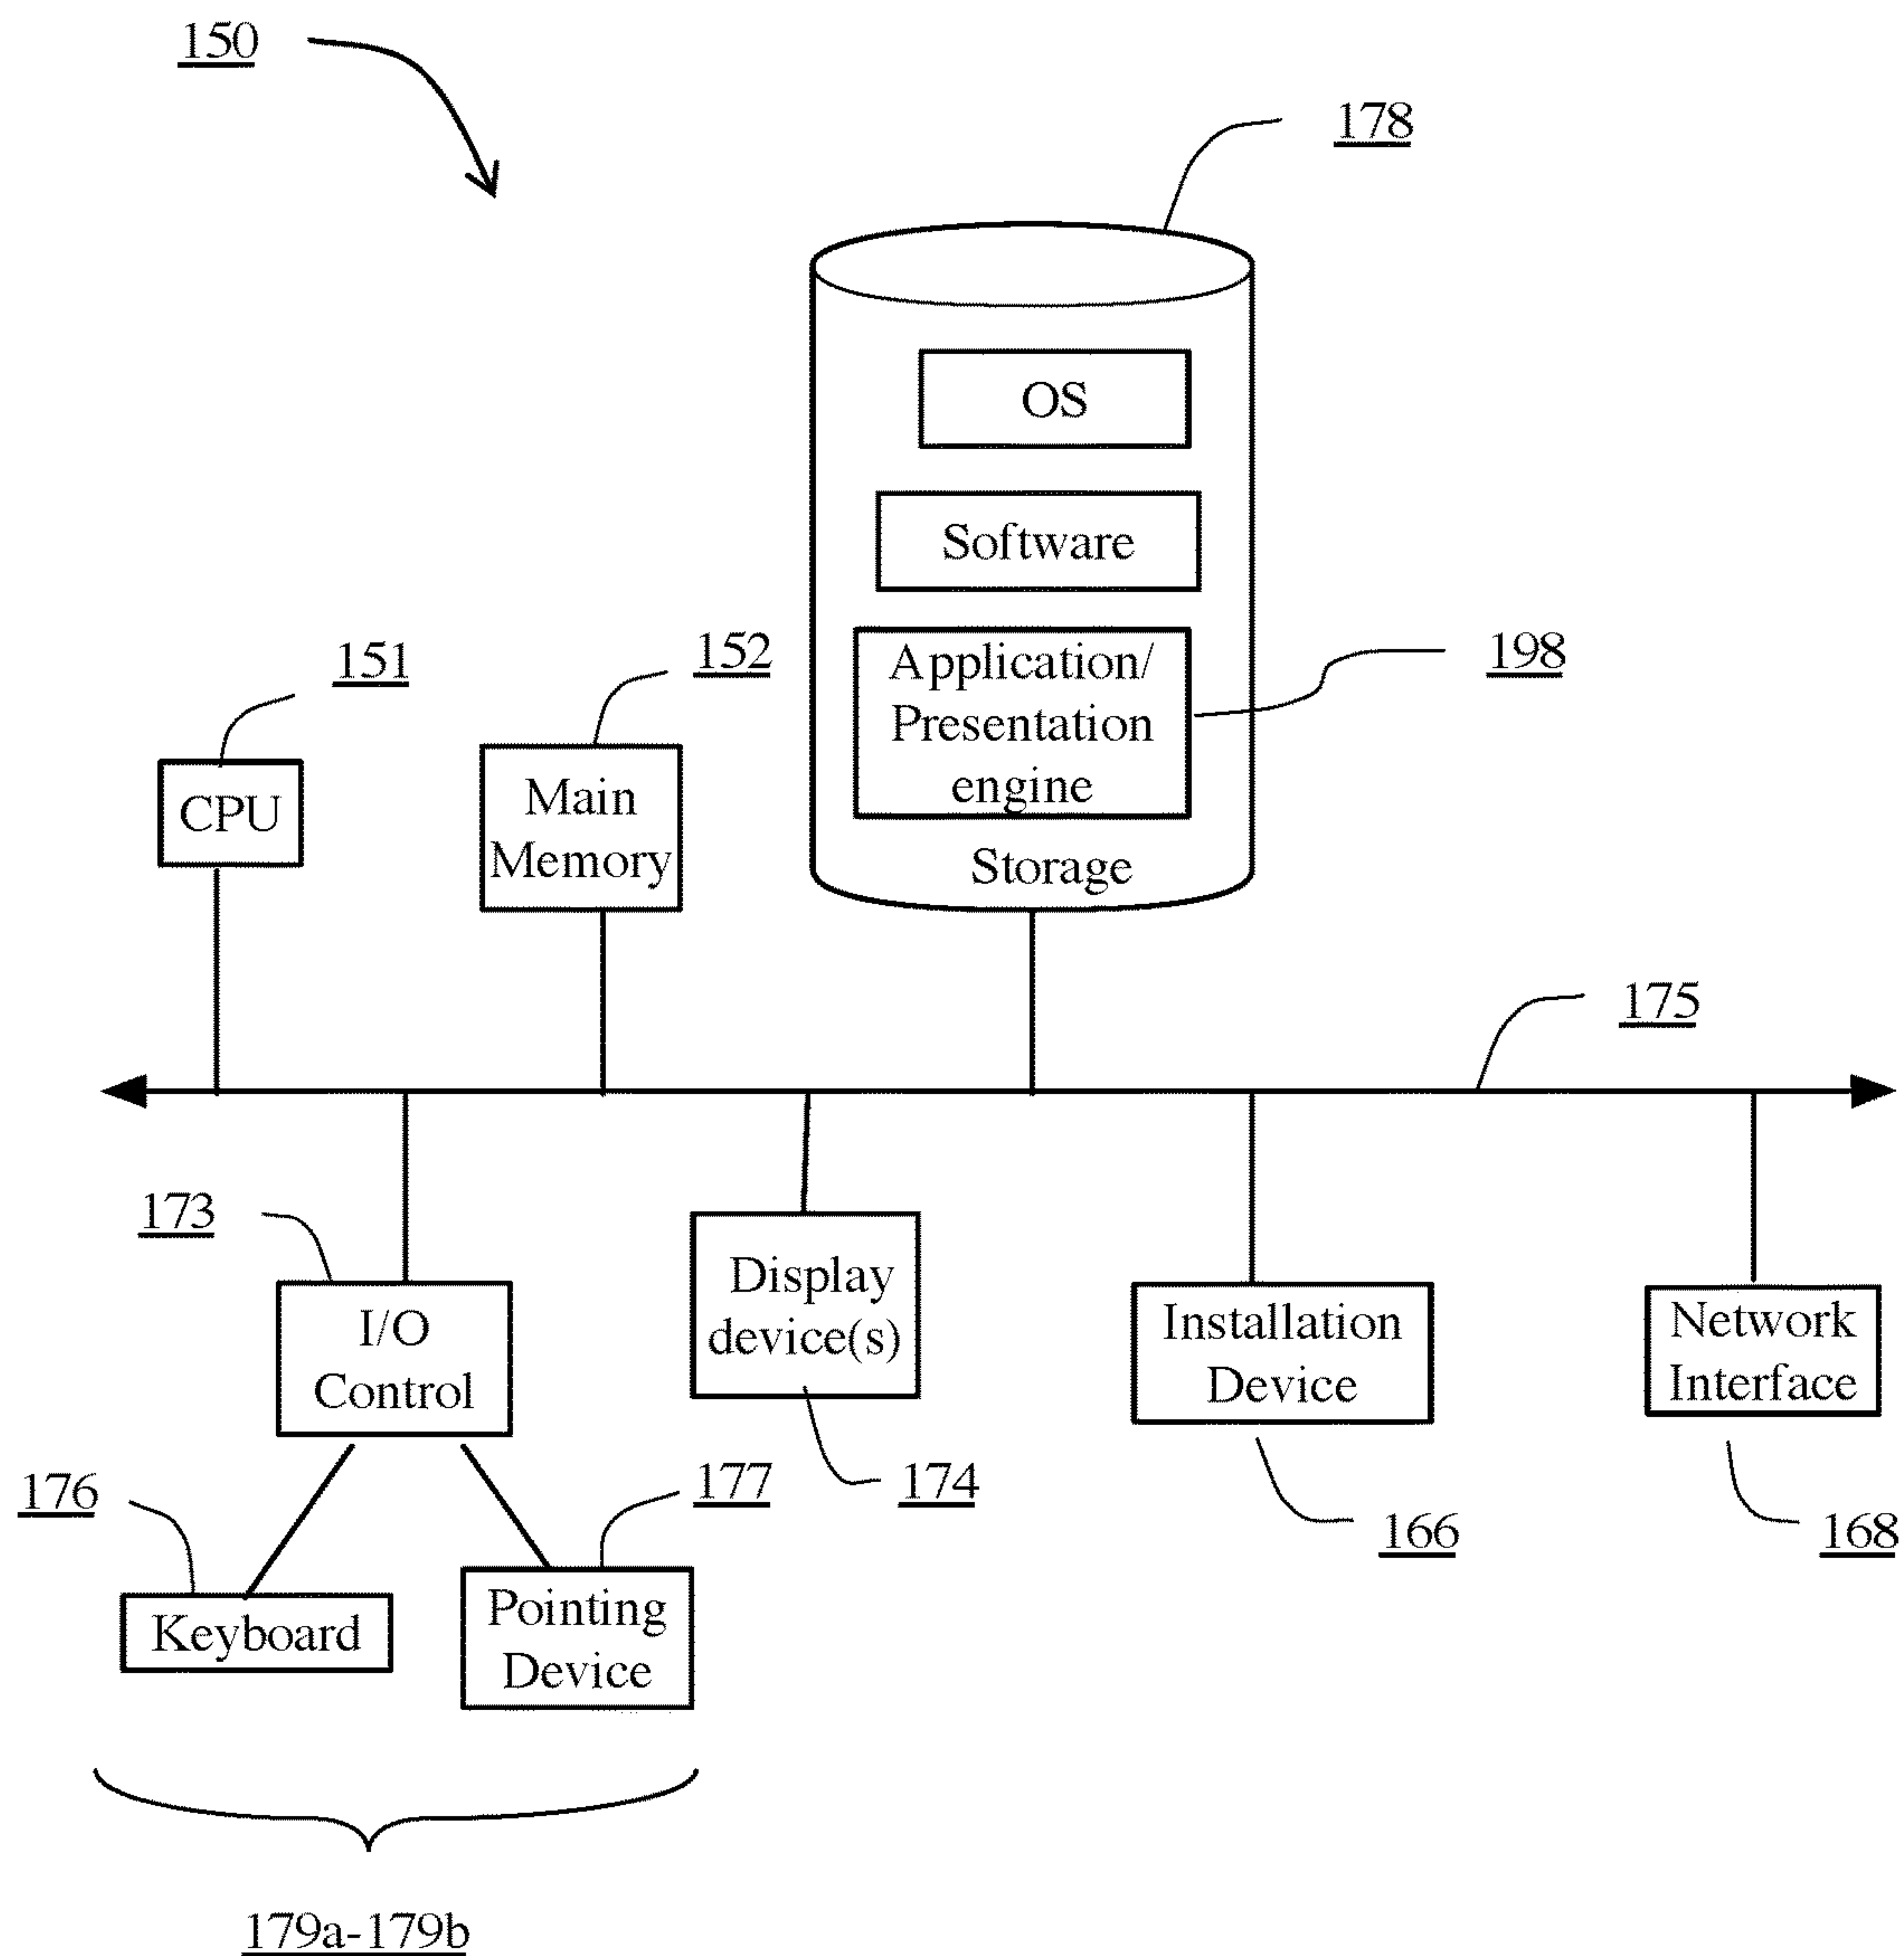 150
178
OS
Software
Application/
Presentation
engine
198
Storage
151
CPU
152
Main
Memory
175
173
I/O
Control
Display
device(s)
174
Installation
Device
166
Network
Interface
168
176
Keyboard
177
Pointing
Device
179a-179b